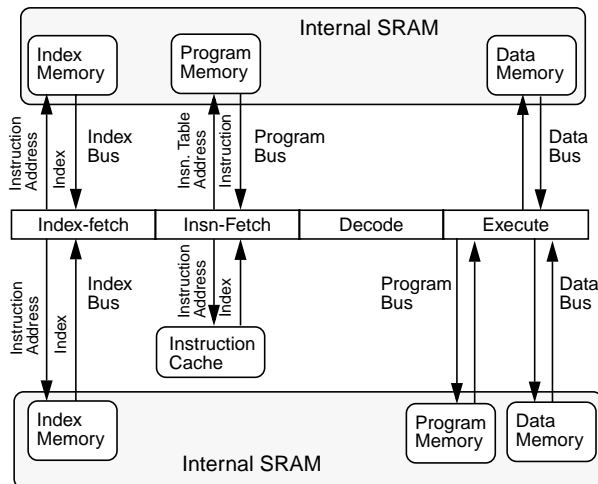 Internal SRAM
Index
Memory
Program
Memory
Data
Memory
Instruction
Address
Index
Index
Bus
Insn. Table
Address
Instruction
Program
Bus
Data
Bus
Index-fetch
Insn-Fetch
Decode
Execute
Instruction
Address
Index
Index
Bus
Instruction
Address
Index
Program
Bus
Data
Bus
Instruction
Cache
Index
Memory
Program
Memory
Data
Memory
Internal SRAM